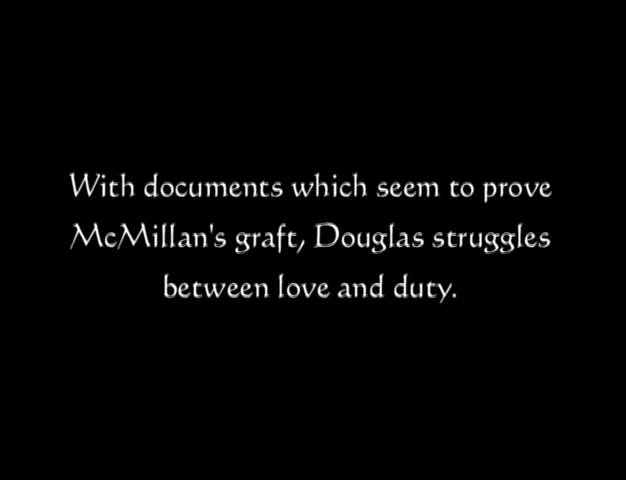 With documents which seem to prove
McMillan's graft, Douglas struggles
between love and duty.